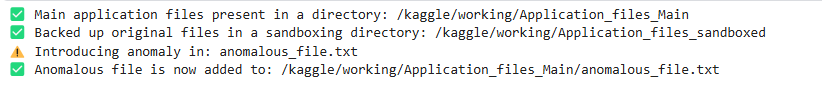 ✅ Main application files present in a directory: /kaggle/working/Application_files_Main
✅ Backed up original files in a sandboxing directory: /kaggle/working/Application_files_sandboxed
⚠️ Introducing anomaly in: anomalous_file.txt
✅ Anomalous file is now added to: /kaggle/working/Application_files_Main/anomalous_file.txt